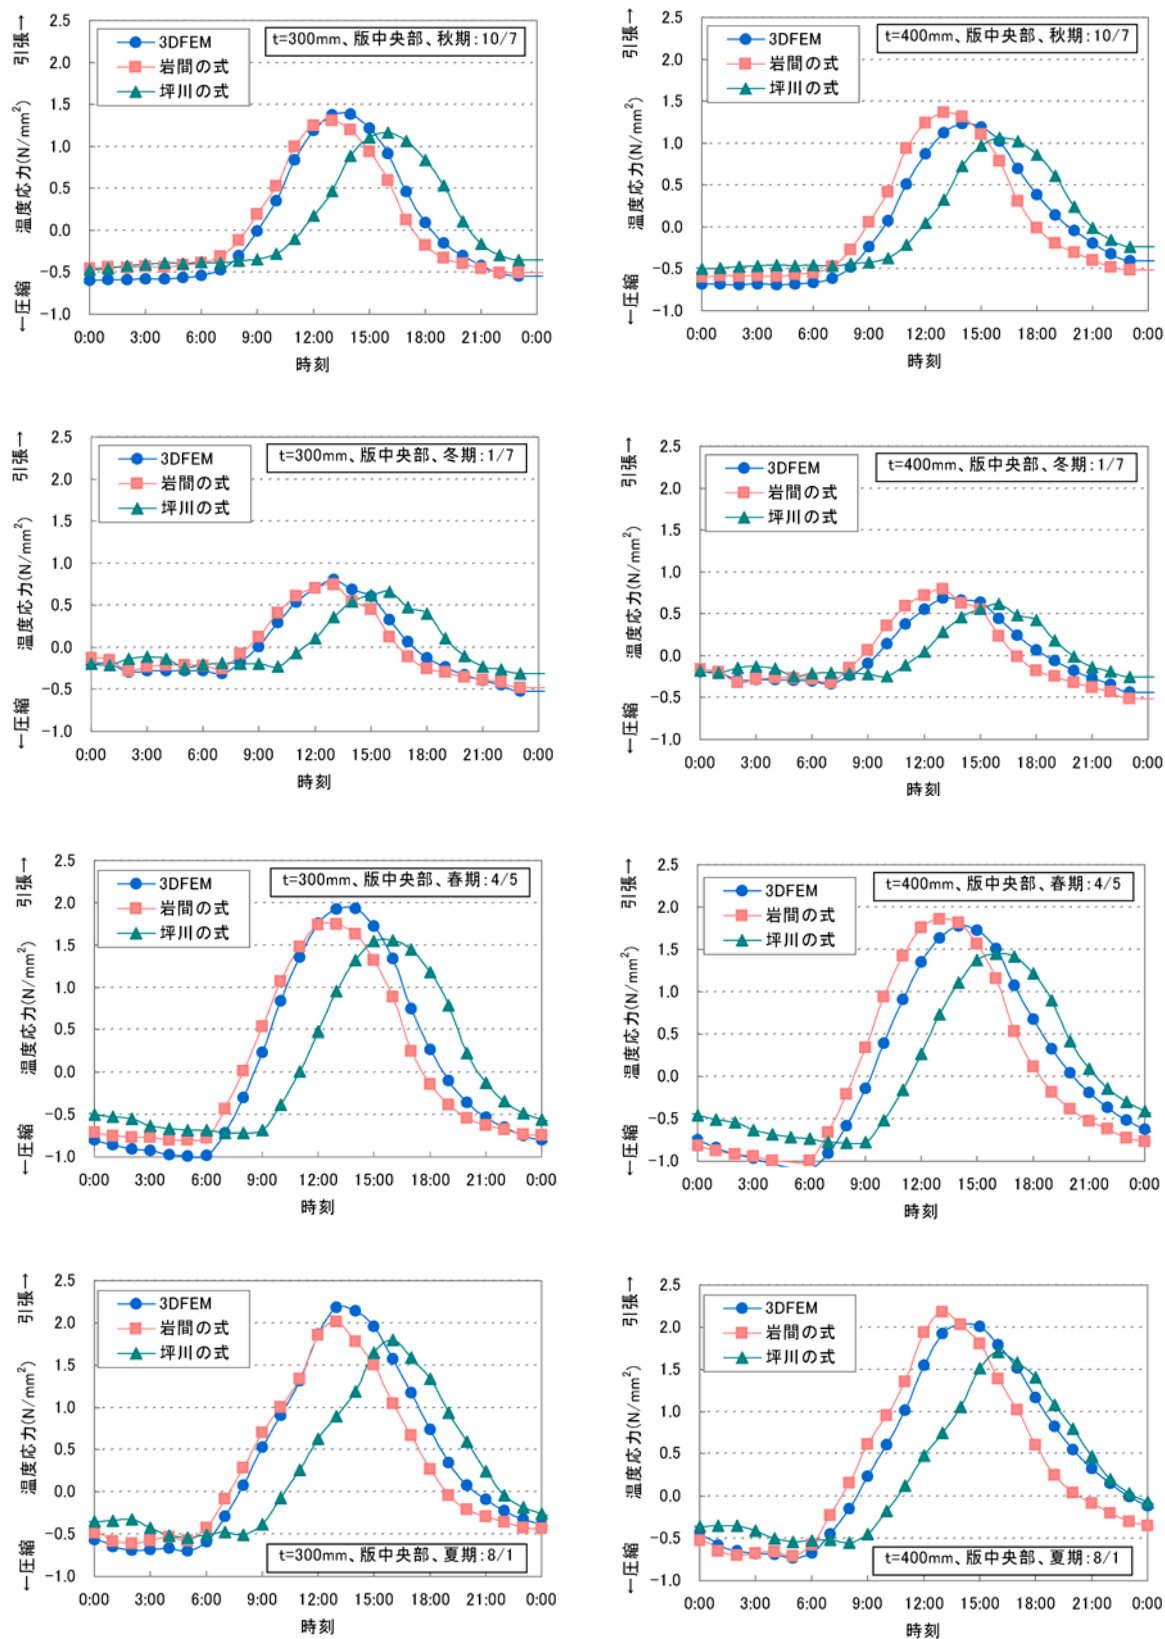 引張→
温度応力(N/mm²)
←圧縮
2.5
2.0
1.5
1.0
0.5
0.0
-0.5
-1.0
3DFEM
岩間の式
坪川の式
t=300mm、版中央部、秋期:10/7
0:00 3:00 6:00 9:00 12:00 15:00 18:00 21:00 0:00
時刻
引張→
温度応力(N/mm²)
←圧縮
2.5
2.0
1.5
1.0
0.5
0.0
-0.5
-1.0
3DFEM
岩間の式
坪川の式
t=400mm、版中央部、秋期:10/7
0:00 3:00 6:00 9:00 12:00 15:00 18:00 21:00 0:00
時刻
引張→
温度応力(N/mm²)
←圧縮
2.5
2.0
1.5
1.0
0.5
0.0
-0.5
-1.0
3DFEM
岩間の式
坪川の式
t=300mm、版中央部、冬期:1/7
0:00 3:00 6:00 9:00 12:00 15:00 18:00 21:00 0:00
時刻
引張→
温度応力(N/mm²)
←圧縮
2.5
2.0
1.5
1.0
0.5
0.0
-0.5
-1.0
3DFEM
岩間の式
坪川の式
t=400mm、版中央部、冬期:1/7
0:00 3:00 6:00 9:00 12:00 15:00 18:00 21:00 0:00
時刻
引張→
温度応力(N/mm²)
←圧縮
2.5
2.0
1.5
1.0
0.5
0.0
-0.5
-1.0
3DFEM
岩間の式
坪川の式
t=300mm、版中央部、春期:4/5
0:00 3:00 6:00 9:00 12:00 15:00 18:00 21:00 0:00
時刻
引張→
温度応力(N/mm²)
←圧縮
2.5
2.0
1.5
1.0
0.5
0.0
-0.5
-1.0
3DFEM
岩間の式
坪川の式
t=400mm、版中央部、春期:4/5
0:00 3:00 6:00 9:00 12:00 15:00 18:00 21:00 0:00
時刻
引張→
温度応力(N/mm²)
←圧縮
2.5
2.0
1.5
1.0
0.5
0.0
-0.5
-1.0
3DFEM
岩間の式
坪川の式
t=300mm、版中央部、夏期:8/1
0:00 3:00 6:00 9:00 12:00 15:00 18:00 21:00 0:00
時刻
引張→
温度応力(N/mm²)
←圧縮
2.5
2.0
1.5
1.0
0.5
0.0
-0.5
-1.0
3DFEM
岩間の式
坪川の式
t=400mm、版中央部、夏期:8/1
0:00 3:00 6:00 9:00 12:00 15:00 18:00 21:00 0:00
時刻